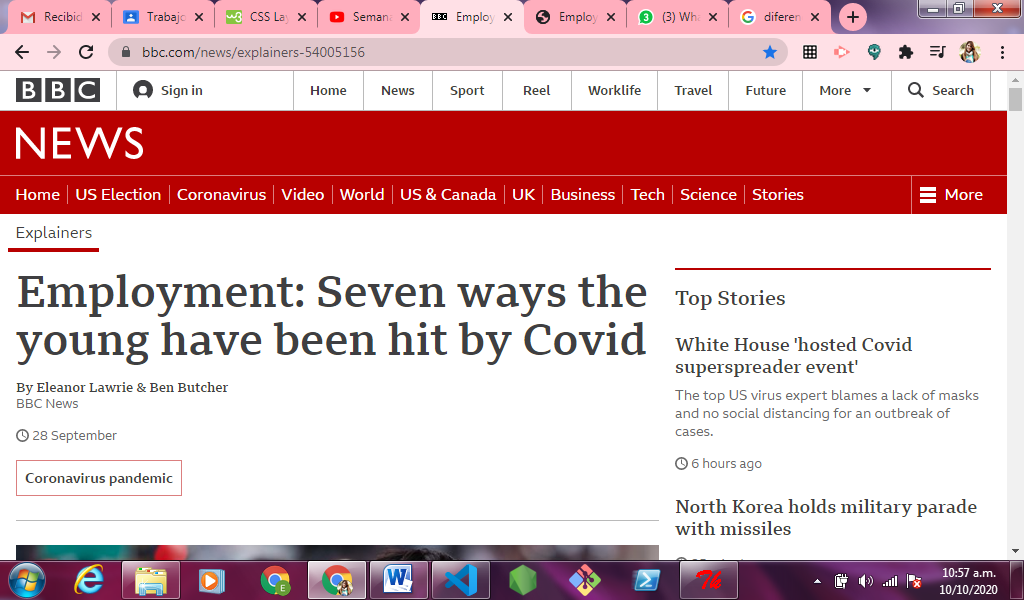 Recibid
Trabajo
CSS Lay
Semana
Employ
Employ
(3) Wha
diferen
bbc.com/news/explainers-54005156
BBC
Sign in
Home
News
Sport
Reel
Worklife
Travel
Future
More
Search
NEWS
Home
US Election
Coronavirus
Video
World
US & Canada
UK
Business
Tech
Science
Stories
More
Explainers
Employment: Seven ways the
young have been hit by Covid
By Eleanor Lawrie & Ben Butcher
BBC News
28 September
Coronavirus pandemic
Top Stories
White House 'hosted Covid
superspreader event'
The top US virus expert blames a lack of masks
and no social distancing for an outbreak of
cases.
6 hours ago
North Korea holds military parade
with missiles
10:57 a.m.
10/10/2020